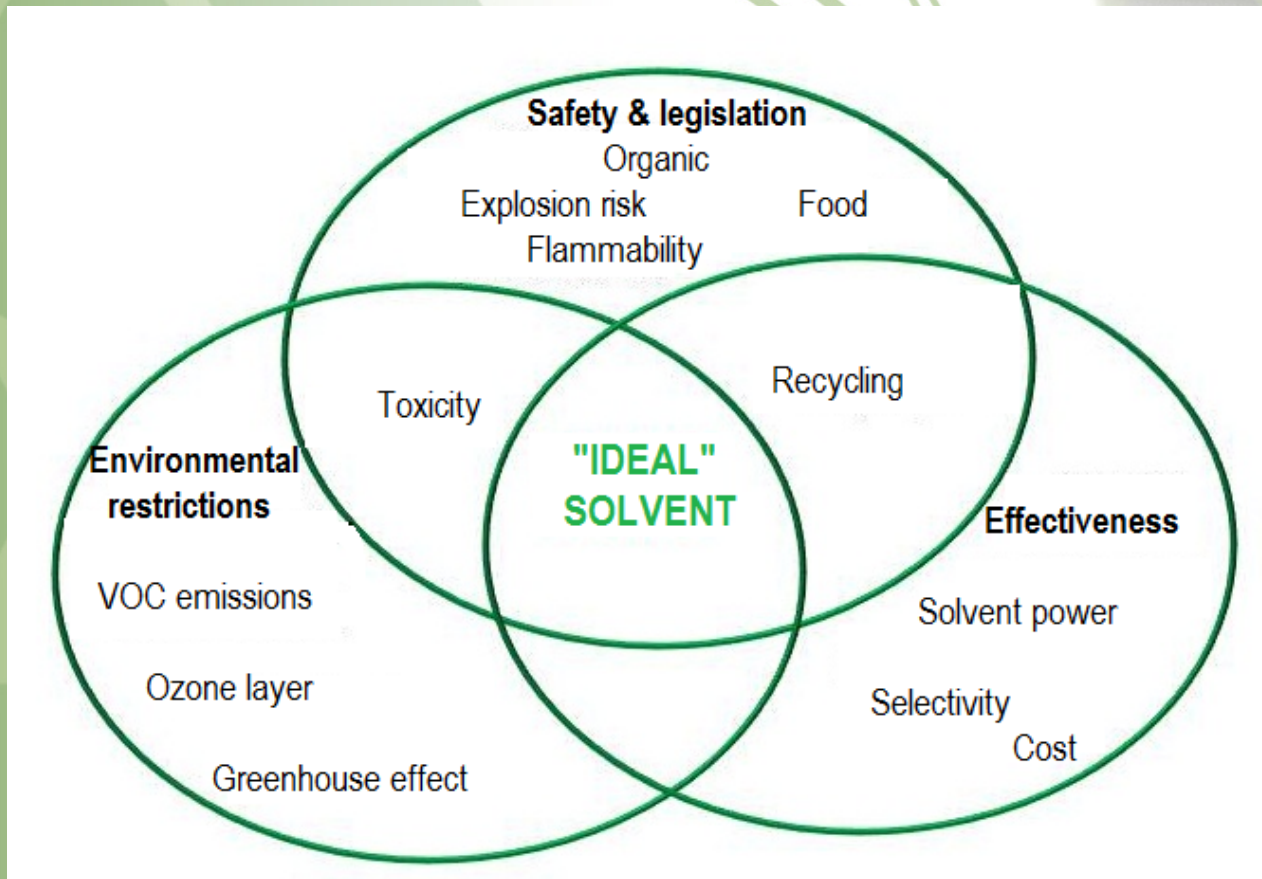 Safety & legislation
Organic
Explosion risk
Food
Flammability
Toxicity
Recycling
"IDEAL"
SOLVENT
Environmental
restrictions
VOC emissions
Ozone layer
Greenhouse effect
Effectiveness
Solvent power
Selectivity
Cost